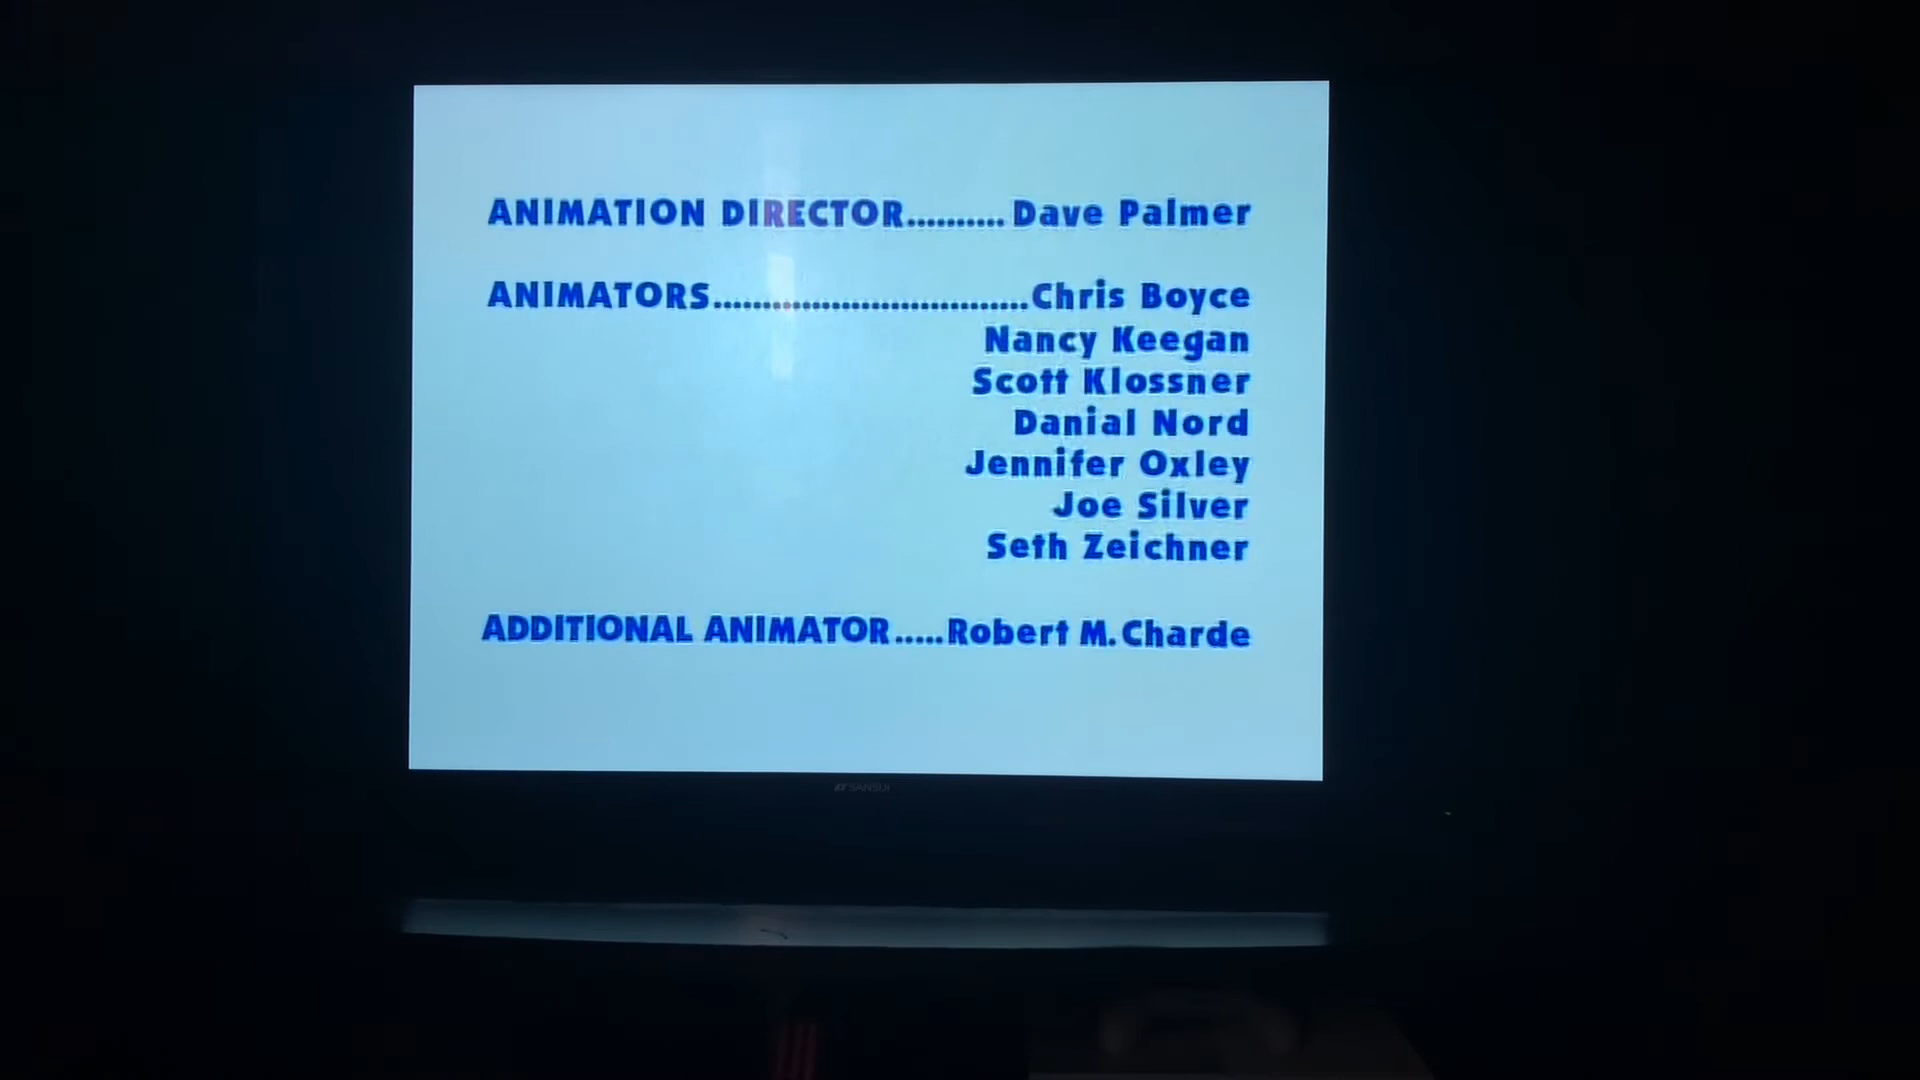 ANIMATION DIRECTOR..........Dave Palmer
ANIMATORS................................Chris Boyce
Nancy Keegan
Scott Klossner
Danial Nord
Jennifer Oxley
Joe Silver
Seth Zeichner
ADDITIONAL ANIMATOR.....Robert M. Charde
SANSUI